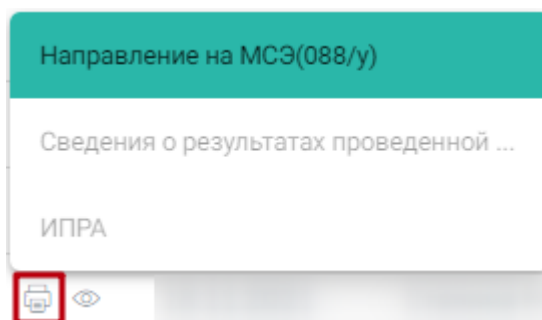 Направление на МСЭ(088/у)
Сведения о результатах проведенной ...
ИПРА